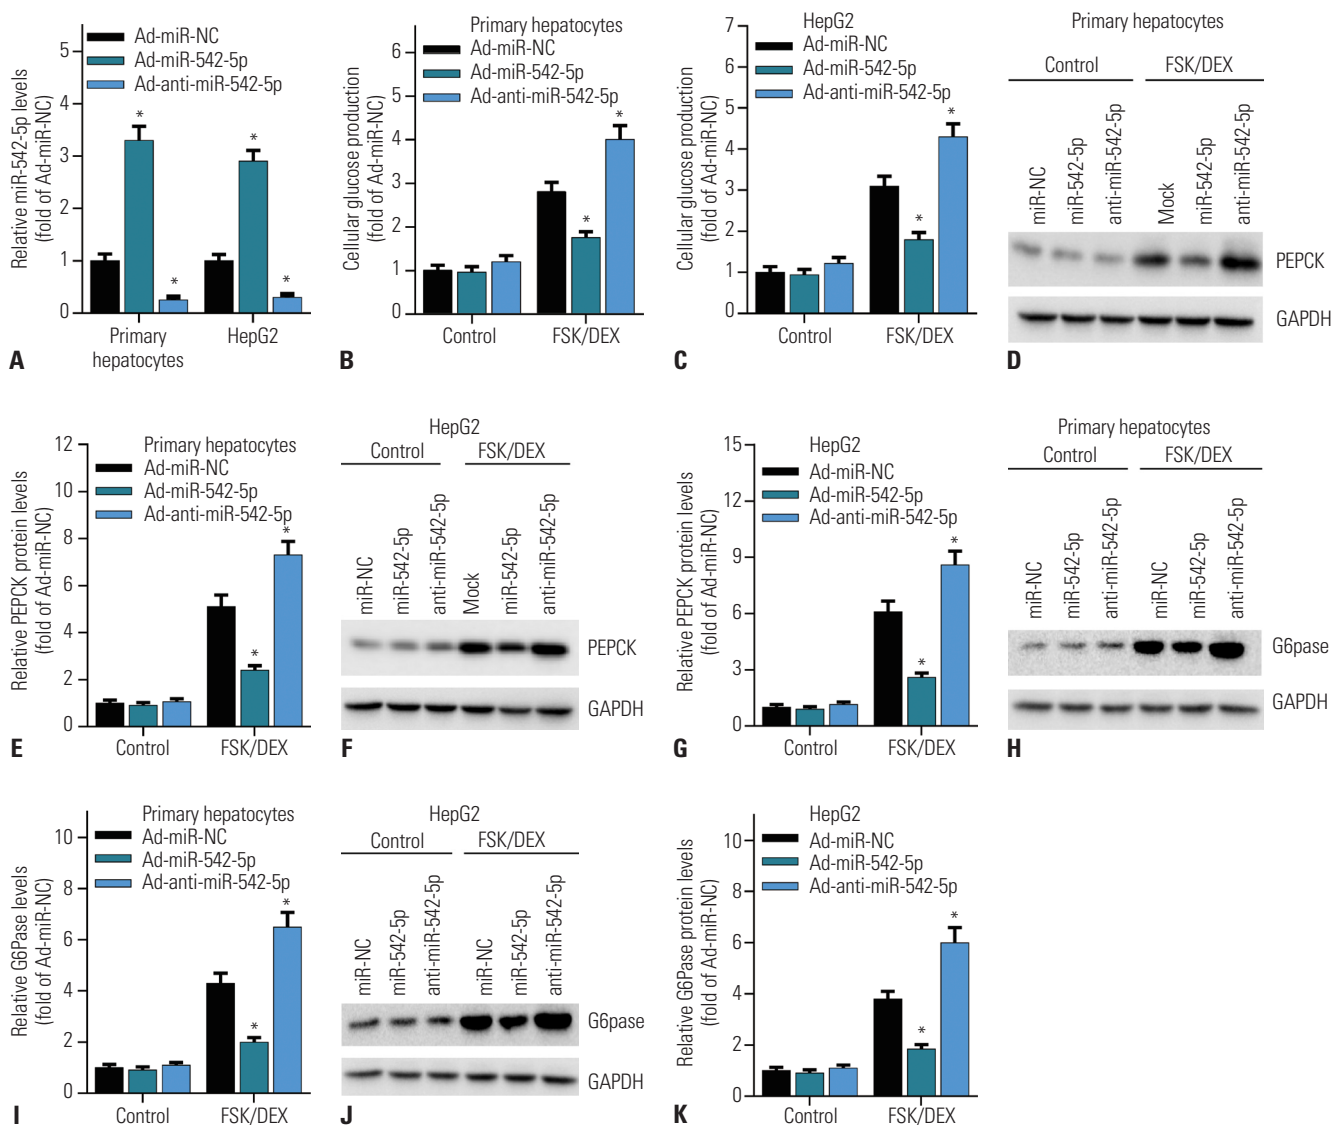 Ad-miR-NC
Ad-miR-542-5p
Ad-anti-miR-542-5p
Relative miR-542-5p levels
(fold of Ad-miR-NC)
5
4
3
2
1
0
*
*
*
*
Primary
hepatocytes
HepG2
A
Primary hepatocytes
Ad-miR-NC
Ad-miR-542-5p
Ad-anti-miR-542-5p
Cellular glucose production
(fold of Ad-miR-NC)
6
5
4
3
2
1
0
*
*
Control
FSK/DEX
B
HepG2
Ad-miR-NC
Ad-miR-542-5p
Ad-anti-miR-542-5p
Cellular glucose production
(fold of Ad-miR-NC)
7
6
5
4
3
2
1
0
*
*
Control
FSK/DEX
C
Primary hepatocytes
Control
FSK/DEX
miR-NC
miR-542-5p
anti-miR-542-5p
Mock
miR-542-5p
anti-miR-542-5p
PEPCK
GAPDH
D
Primary hepatocytes
Ad-miR-NC
Ad-miR-542-5p
Ad-anti-miR-542-5p
Relative PEPCK protein levels
(fold of Ad-miR-NC)
12
10
8
6
4
2
0
*
*
Control
FSK/DEX
E
HepG2
Control
FSK/DEX
miR-NC
miR-542-5p
anti-miR-542-5p
Mock
miR-542-5p
anti-miR-542-5p
PEPCK
GAPDH
F
HepG2
Ad-miR-NC
Ad-miR-542-5p
Ad-anti-miR-542-5p
Relative PEPCK protein levels
(fold of Ad-miR-NC)
15
12
9
6
3
0
*
*
Control
FSK/DEX
G
Primary hepatocytes
Control
FSK/DEX
miR-NC
miR-542-5p
anti-miR-542-5p
miR-NC
miR-542-5p
anti-miR-542-5p
G6pase
GAPDH
H
Primary hepatocytes
Ad-miR-NC
Ad-miR-542-5p
Ad-anti-miR-542-5p
Relative G6Pase levels
(fold of Ad-miR-NC)
10
8
6
4
2
0
*
*
Control
FSK/DEX
I
HepG2
Control
FSK/DEX
miR-NC
miR-542-5p
anti-miR-542-5p
miR-NC
miR-542-5p
anti-miR-542-5p
G6pase
GAPDH
J
HepG2
Ad-miR-NC
Ad-miR-542-5p
Ad-anti-miR-542-5p
Relative G6Pase protein levels
(fold of Ad-miR-NC)
10
8
6
4
2
0
*
*
Control
FSK/DEX
K